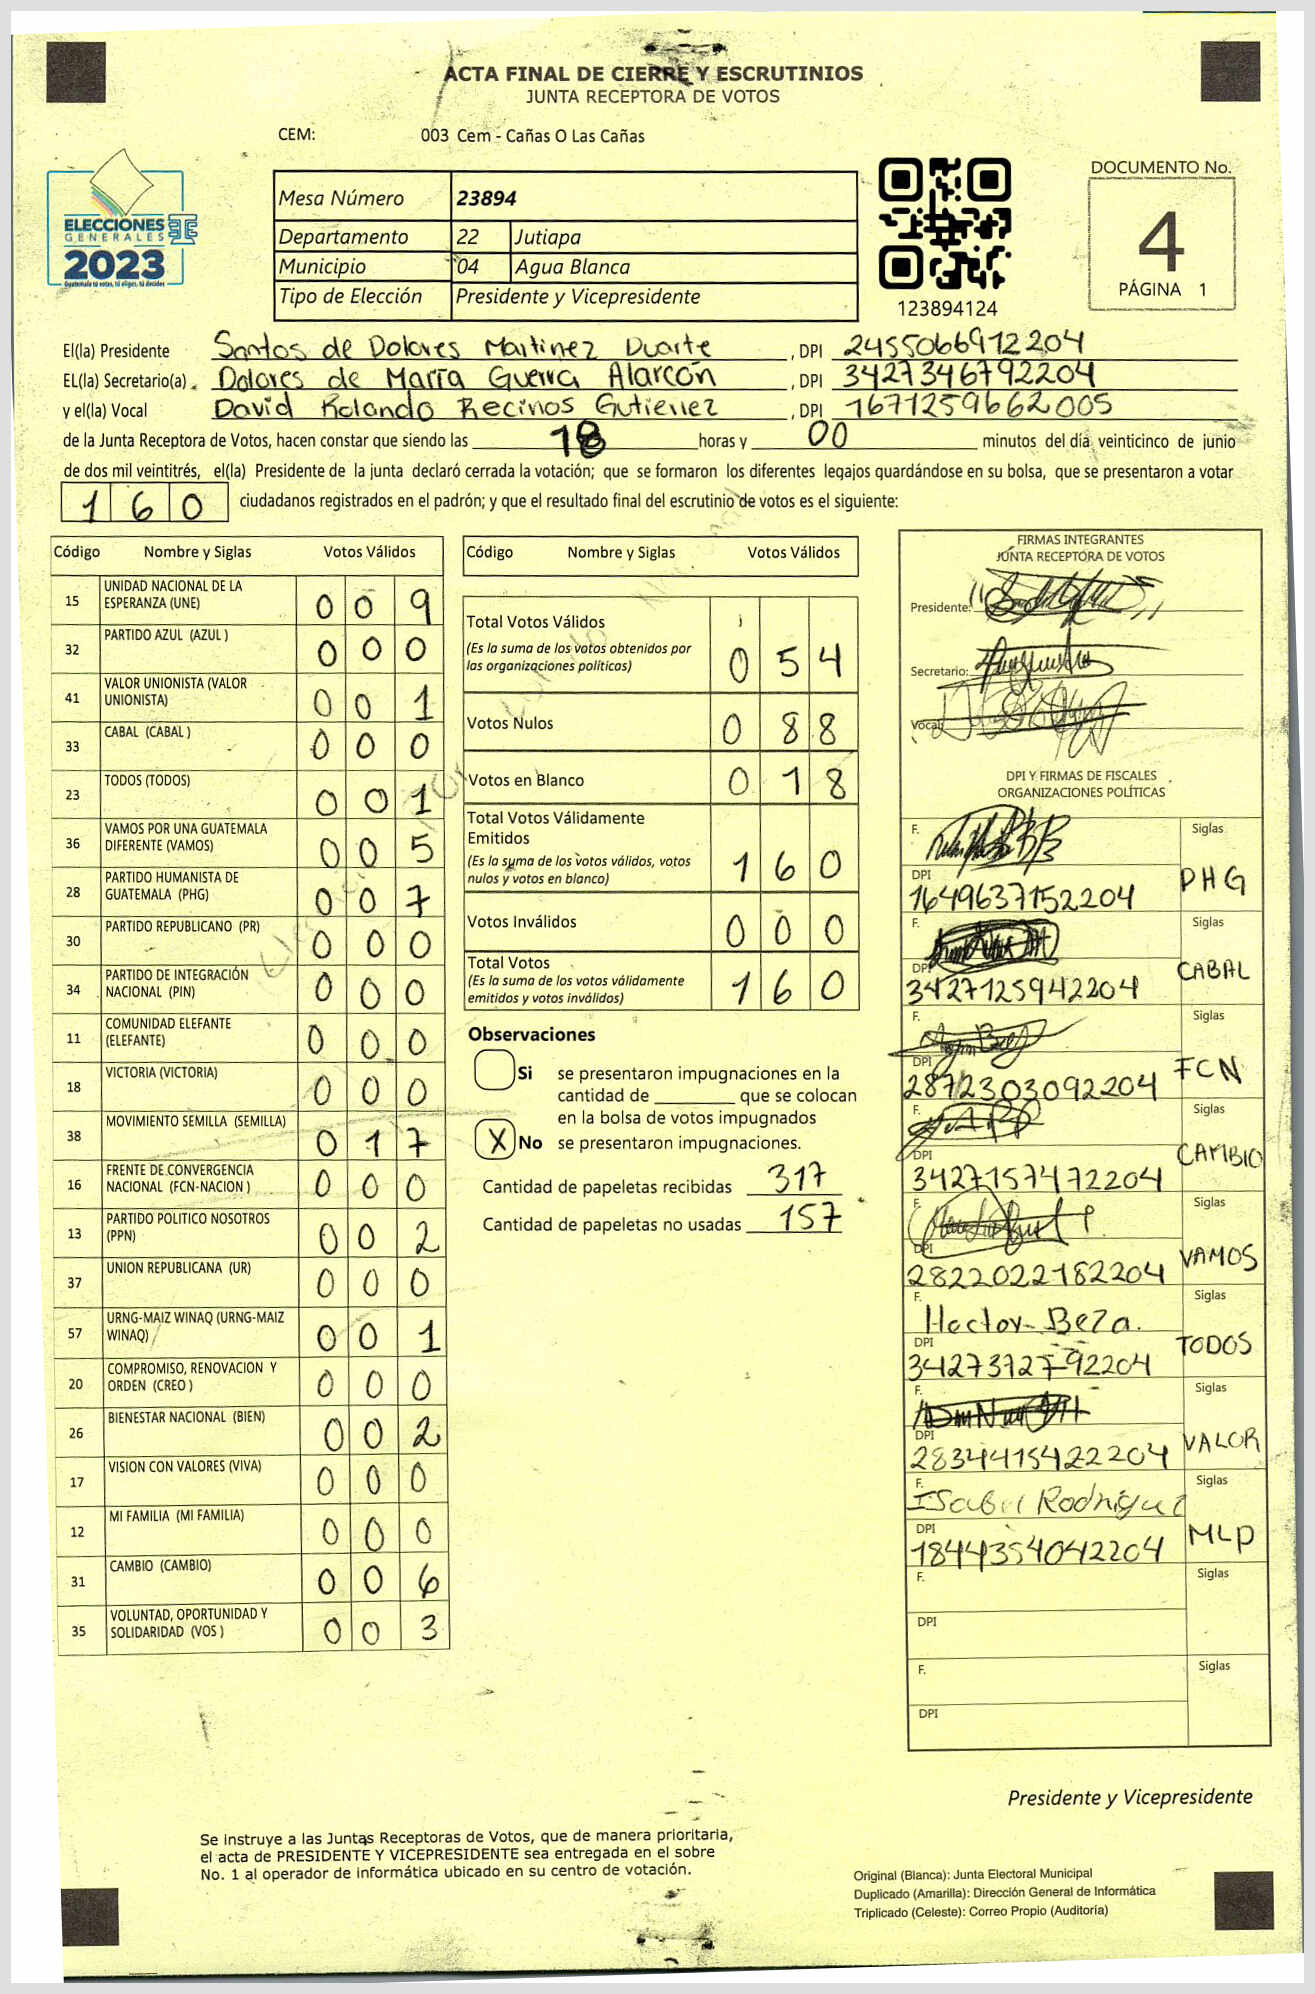 ACTA FINAL DE CIERRE Y ESCRUTINIOS
JUNTA RECEPTORA DE VOTOS
CEM: 003 Cem - Cañas O Las Cañas
ELECCIONES
GENERALES
2023
Guatemala tú votas, tú eliges, tú decides
Mesa Número 23894
Departamento 22 Jutiapa
Municipio 04 Agua Blanca
Tipo de Elección Presidente y Vicepresidente
123894124
DOCUMENTO No.
4
PÁGINA 1
El(la) Presidente Santos de Dolores Martinez Duarte, DPI 2455066912204
EL(la) Secretario(a). Dolores de María Guerra Alarcón, DPI 3427346792204
y el(la) Vocal David Rolando Recinos Gutierrez, DPI 1671259662005
de la Junta Receptora de Votos, hacen constar que siendo las 18 horas y 00 minutos del día veinticinco de junio
de dos mil veintitrés, el(la) Presidente de la junta declaró cerrada la votación; que se formaron los diferentes legajos guardándose en su bolsa, que se presentaron a votar
160 ciudadanos registrados en el padrón; y que el resultado final del escrutinio de votos es el siguiente:
Código Nombre y Siglas Votos Válidos
15 UNIDAD NACIONAL DE LA ESPERANZA (UNE) 0 0 9
32 PARTIDO AZUL (AZUL ) 0 0 0
41 VALOR UNIONISTA (VALOR UNIONISTA) 0 0 1
33 CABAL (CABAL ) 0 0 0
23 TODOS (TODOS) 0 0 1
36 VAMOS POR UNA GUATEMALA DIFERENTE (VAMOS) 0 0 5
28 PARTIDO HUMANISTA DE GUATEMALA (PHG) 0 0 7
30 PARTIDO REPUBLICANO (PR) 0 0 0
34 PARTIDO DE INTEGRACIÓN NACIONAL (PIN) 0 0 0
11 COMUNIDAD ELEFANTE (ELEFANTE) 0 0 0
18 VICTORIA (VICTORIA) 0 0 0
38 MOVIMIENTO SEMILLA (SEMILLA) 0 1 7
16 FRENTE DE CONVERGENCIA NACIONAL (FCN-NACION ) 0 0 0
13 PARTIDO POLITICO NOSOTROS (PPN) 0 0 2
37 UNION REPUBLICANA (UR) 0 0 0
57 URNG-MAIZ WINAQ (URNG-MAIZ WINAQ) 0 0 1
20 COMPROMISO, RENOVACION Y ORDEN (CREO ) 0 0 0
26 BIENESTAR NACIONAL (BIEN) 0 0 2
17 VISION CON VALORES (VIVA) 0 0 0
12 MI FAMILIA (MI FAMILIA) 0 0 0
31 CAMBIO (CAMBIO) 0 0 6
35 VOLUNTAD, OPORTUNIDAD Y SOLIDARIDAD (VOS ) 0 0 3
Código Nombre y Siglas Votos Válidos
Total Votos Válidos
(Es la suma de los votos obtenidos por las organizaciones políticas) 0 5 4
Votos Nulos 0 8 8
Votos en Blanco 0 1 8
Total Votos Válidamente Emitidos
(Es la suma de los votos válidos, votos nulos y votos en blanco) 1 6 0
Votos Inválidos 0 0 0
Total Votos
(Es la suma de los votos válidamente emitidos y votos inválidos) 1 6 0
Observaciones
Si se presentaron impugnaciones en la
cantidad de ________ que se colocan
en la bolsa de votos impugnados
X No se presentaron impugnaciones.
Cantidad de papeletas recibidas 317
Cantidad de papeletas no usadas 157
FIRMAS INTEGRANTES
JUNTA RECEPTORA DE VOTOS
Presidente:
Secretario:
Vocal:
DPI Y FIRMAS DE FISCALES
ORGANIZACIONES POLÍTICAS
F. Siglas
DPI 1649637152204 PHG
F. Siglas
DPI 3427125942204 CABAL
F. Siglas
DPI 2872303092204 FCN
F. Siglas
DPI 3427157472204 CAMBIO
F. Siglas
DPI 2822022182204 VAMOS
F. Hector Beza. Siglas
DPI 3427372792204 TODOS
F. Siglas
DPI 2834415422204 VALOR
F. Isabel Rodríguez Siglas
DPI 1844354042204 MLP
F. Siglas
DPI
F. Siglas
DPI
Presidente y Vicepresidente
Se instruye a las Juntas Receptoras de Votos, que de manera prioritaria,
el acta de PRESIDENTE Y VICEPRESIDENTE sea entregada en el sobre
No. 1 al operador de informática ubicado en su centro de votación.
Original (Blanca): Junta Electoral Municipal
Duplicado (Amarilla): Dirección General de Informática
Triplicado (Celeste): Correo Propio (Auditoría)